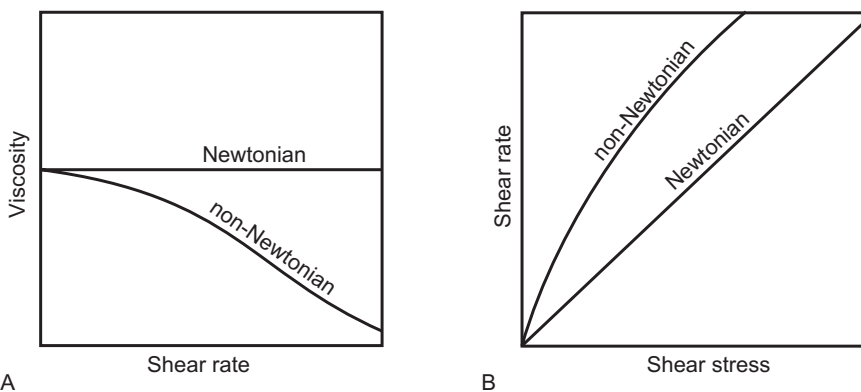 Viscosity
Newtonian
non-Newtonian
Shear rate
A
Shear rate
non-Newtonian
Newtonian
Shear stress
B